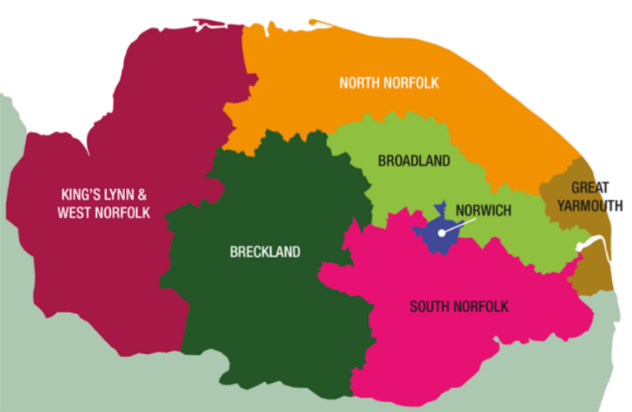 NORTH NORFOLK
BROADLAND
GREAT
YARMOUTH
KING'S LYNN &
WEST NORFOLK
NORWICH
BRECKLAND
SOUTH NORFOLK